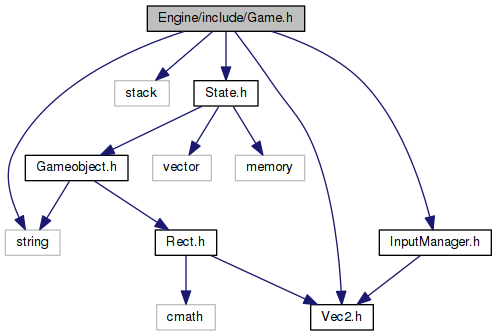 Engine/include/Game.h
stack
State.h
Gameobject.h
vector
memory
string
Rect.h
InputManager.h
cmath
Vec2.h